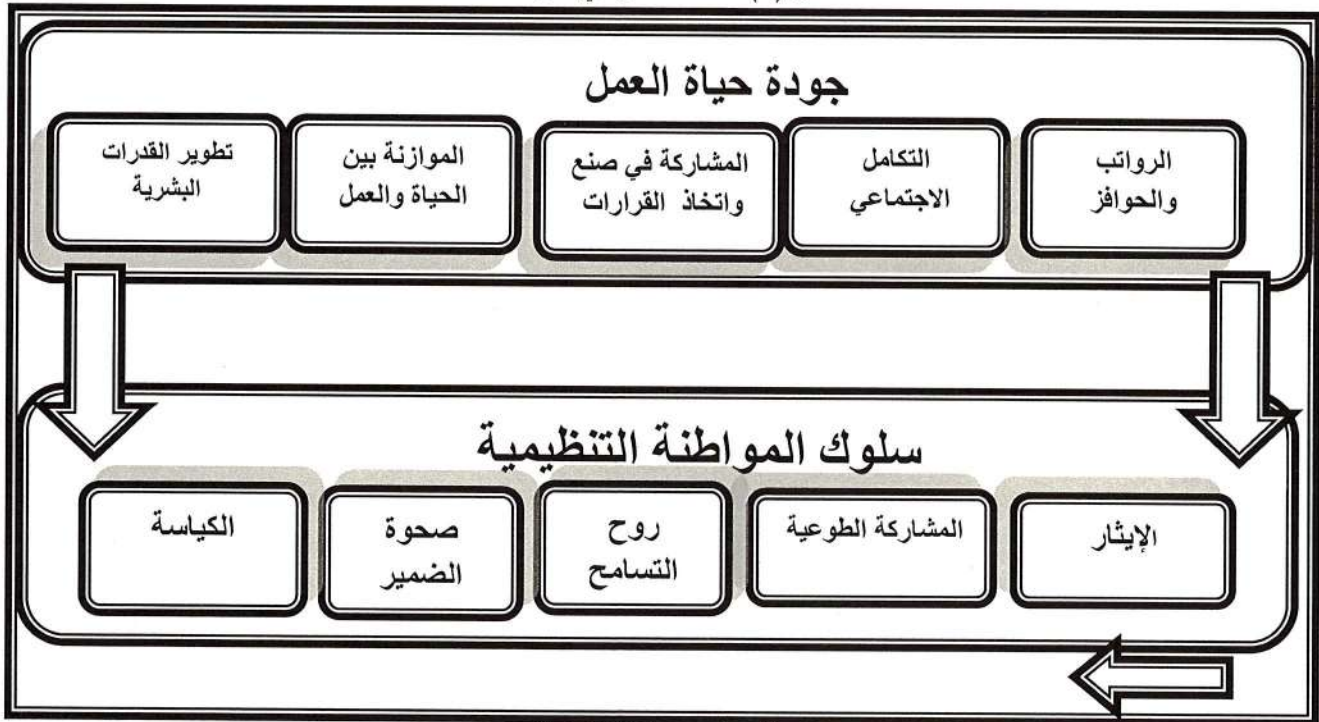 جودة حياة العمل
الرواتب
والحوافز
التكامل
الاجتماعي
المشاركة في صنع
واتخاذ القرارات
الموازنة بين
الحياة والعمل
تطوير القدرات
البشرية
سلوك المواطنة التنظيمية
الإيثار
المشاركة الطوعية
روح
التسامح
صحوة
الضمير
الكياسة